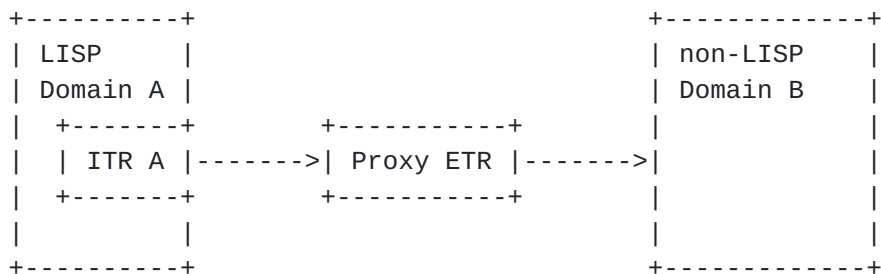 +----------+                           +-------------+
| LISP     |                           | non-LISP    |
| Domain A |                           | Domain B    |
|  +-------+       +-----------+       |             |
|  | ITR A |------->| Proxy ETR |------->|             |
|  +-------+       +-----------+       |             |
|          |                           |             |
+----------+                           +-------------+